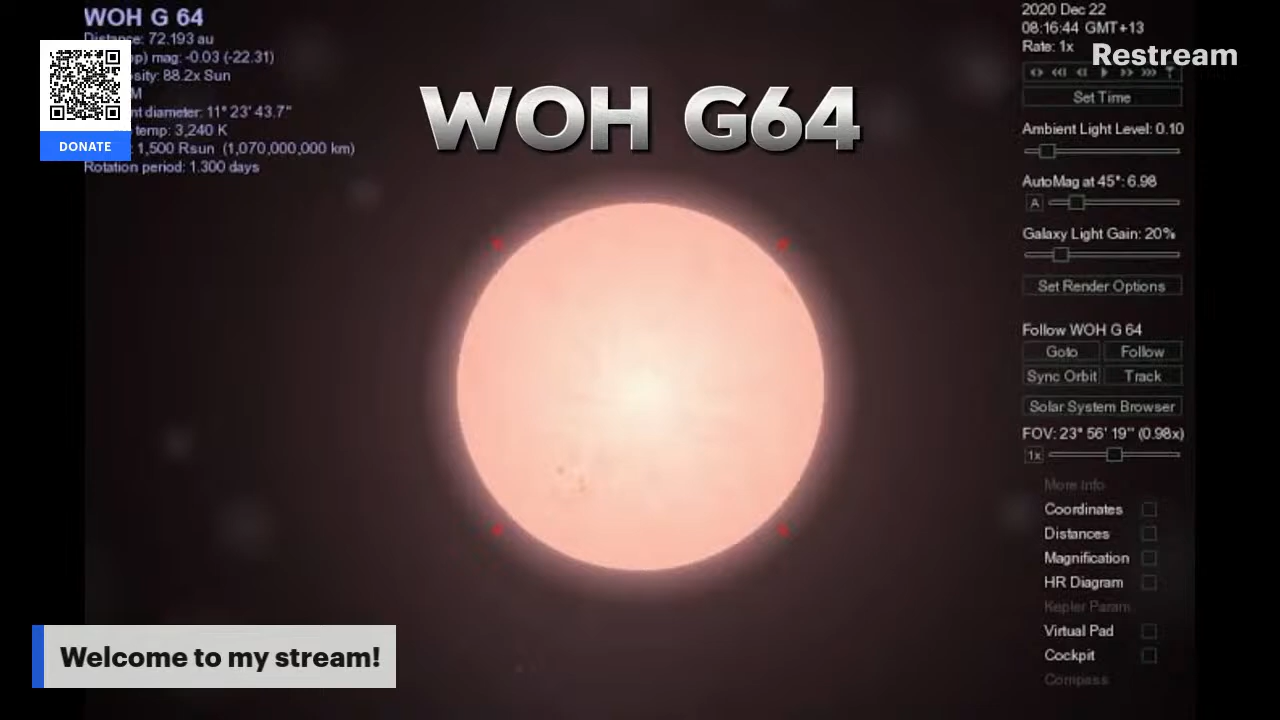 WOH G 64
Distance: 72.193 au
p) mag: -0.03 (-22.31)
sity: 88.2x Sun
M
nt diameter: 11° 23' 43.7"
temp: 3,240 K
: 1,500 Rsun (1,070,000,000 km)
Rotation period: 1.300 days
DONATE
WOH G64
2020 Dec 22
08:16:44 GMT+13
Rate: 1x
Restream
Set Time
Ambient Light Level: 0.10
AutoMag at 45°: 6.98
A
Galaxy Light Gain: 20%
Set Render Options
Follow WOH G 64
Goto Follow
Sync Orbit Track
Solar System Browser
FOV: 23° 56' 19" (0.98x)
1x
More Info
Coordinates
Distances
Magnification
HR Diagram
Kepler Param
Virtual Pad
Cockpit
Compass
Welcome to my stream!